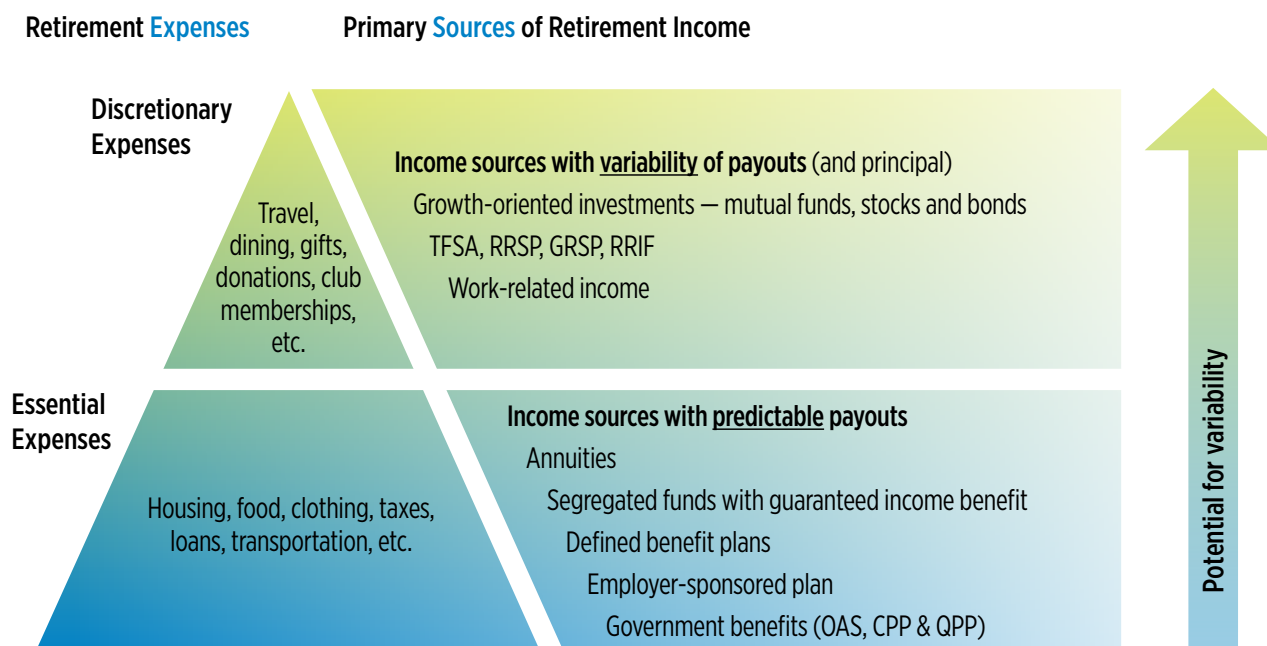 Retirement Expenses
Primary Sources of Retirement Income
Discretionary
Expenses
Travel,
dining, gifts,
donations, club
memberships,
etc.
Income sources with variability of payouts (and principal)
Growth-oriented investments — mutual funds, stocks and bonds
TFSA, RRSP, GRSP, RRIF
Work-related income
Essential
Expenses
Housing, food, clothing, taxes,
loans, transportation, etc.
Income sources with predictable payouts
Annuities
Segregated funds with guaranteed income benefit
Defined benefit plans
Employer-sponsored plan
Government benefits (OAS, CPP & QPP)
Potential for variability